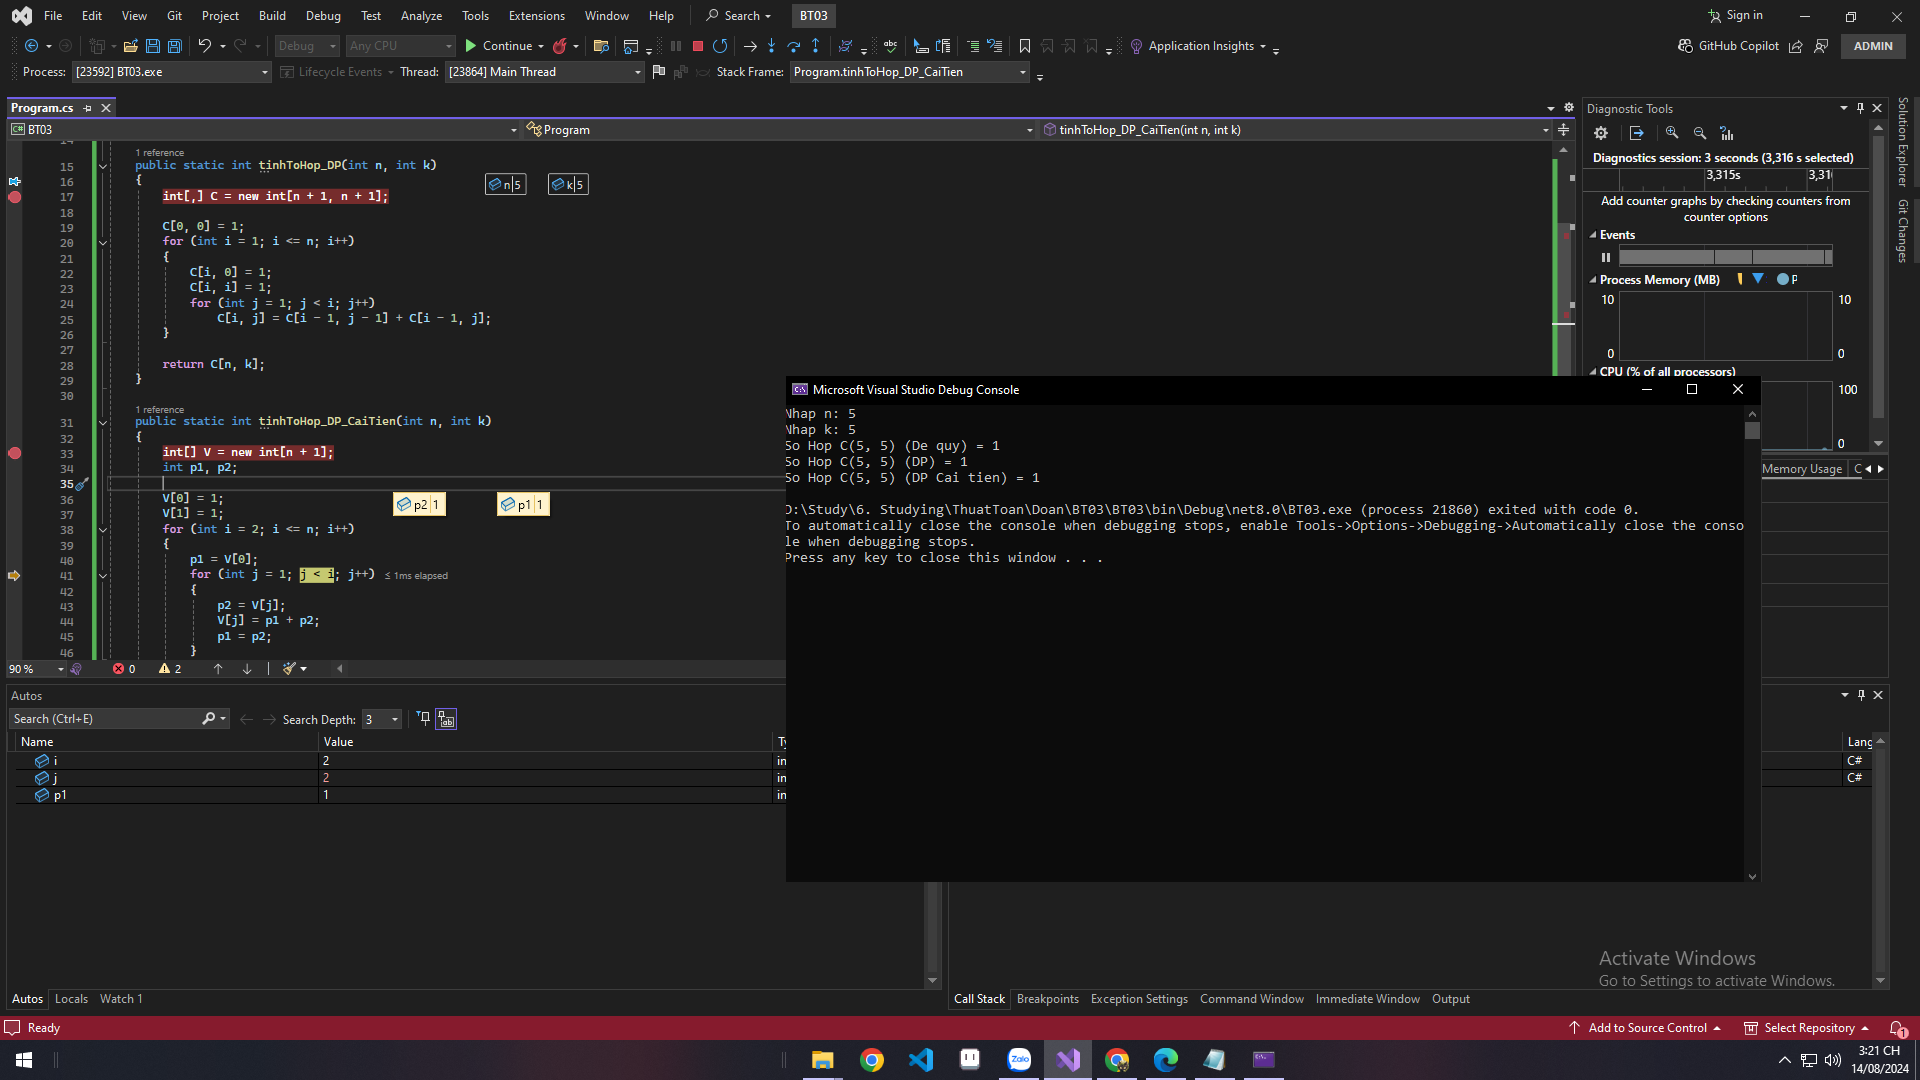 File Edit View Git Project Build Debug Test Analyze Tools Extensions Window Help Search BT03 Sign in
Debug Any CPU Continue Application Insights GitHub Copilot ADMIN
Process: [23592] BT03.exe Lifecycle Events Thread: [23864] Main Thread Stack Frame: Program.tinhToHop_DP_CaiTien
Program.cs
BT03 Program tinhToHop_DP_CaiTien(int n, int k)
14
1 reference
15 public static int tinhToHop_DP(int n, int k)
16 {
n 5 k 5
17 int[,] C = new int[n + 1, n + 1];
18
19 C[0, 0] = 1;
20 for (int i = 1; i <= n; i++)
21 {
22 C[i, 0] = 1;
23 C[i, i] = 1;
24 for (int j = 1; j < i; j++)
25 C[i, j] = C[i - 1, j - 1] + C[i - 1, j];
26 }
27
28 return C[n, k];
29 }
30
1 reference
31 public static int tinhToHop_DP_CaiTien(int n, int k)
32 {
33 int[] V = new int[n + 1];
34 int p1, p2;
35
36 V[0] = 1;
p2 1 p1 1
37 V[1] = 1;
38 for (int i = 2; i <= n; i++)
39 {
40 p1 = V[0];
41 for (int j = 1; j < i; j++) ≤ 1ms elapsed
42 {
43 p2 = V[j];
44 V[j] = p1 + p2;
45 p1 = p2;
46 }
90 % 0 2
Diagnostic Tools
Diagnostics session: 3 seconds (3,316 s selected)
3,315s 3,31
Add counter graphs by checking counters from
counter options
Events
Process Memory (MB) P
10 10
0 0
CPU (% of all processors)
100
0
Memory Usage C
Solution Explorer
Git Changes
Microsoft Visual Studio Debug Console
Nhap n: 5
Nhap k: 5
So Hop C(5, 5) (De quy) = 1
So Hop C(5, 5) (DP) = 1
So Hop C(5, 5) (DP Cai tien) = 1
D:\Study\6. Studying\ThuatToan\Doan\BT03\BT03\bin\Debug\net8.0\BT03.exe (process 21860) exited with code 0.
To automatically close the console when debugging stops, enable Tools->Options->Debugging->Automatically close the conso
le when debugging stops.
Press any key to close this window . . .
Autos
Search (Ctrl+E) Search Depth: 3
Name Value Ty
i 2 in
j 2 in
p1 1 in
Lang
C#
C#
Autos Locals Watch 1
Call Stack Breakpoints Exception Settings Command Window Immediate Window Output
Activate Windows
Go to Settings to activate Windows.
Ready Add to Source Control Select Repository 1
Zalo
3:21 CH
14/08/2024